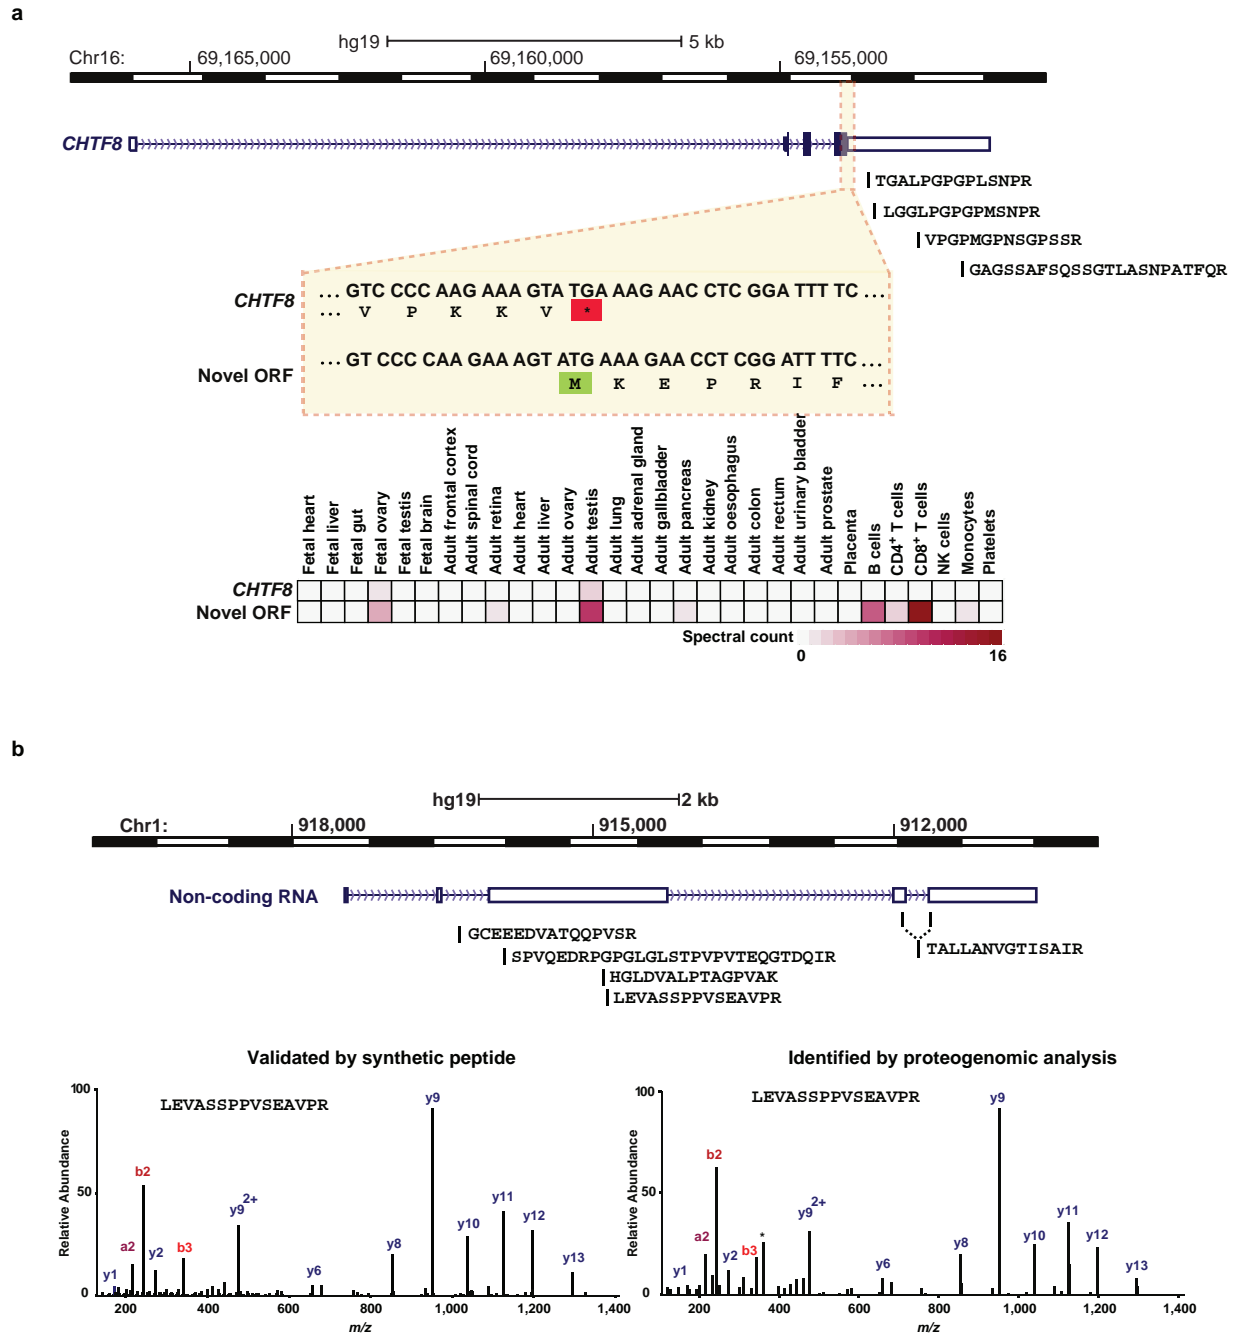 a
hg19 5 kb
Chr16: 69,165,000 69,160,000 69,155,000
CHTF8
TGALPGPGPLSNPR
LGGLPGPGPMSNPR
VPGPMGPNSGPSSR
GAGSSAFSQSSGTLASNPATFQR
CHTF8 ... GTC CCC AAG AAA GTA TGA AAG AAC CTC GGA TTT TC ...
... V P K K V *
Novel ORF ... GT CCC CAA GAA AGT ATG AAA GAA CCT CGG ATT TTC ...
M K E P R I F ...
Fetal heart
Fetal liver
Fetal gut
Fetal ovary
Fetal testis
Fetal brain
Adult frontal cortex
Adult spinal cord
Adult retina
Adult heart
Adult liver
Adult ovary
Adult testis
Adult lung
Adult adrenal gland
Adult gallbladder
Adult pancreas
Adult kidney
Adult oesophagus
Adult colon
Adult rectum
Adult urinary bladder
Adult prostate
Placenta
B cells
CD4+ T cells
CD8+ T cells
NK cells
Monocytes
Platelets
CHTF8
Novel ORF
Spectral count
0 16
b
hg19 2 kb
Chr1: 918,000 915,000 912,000
Non-coding RNA
GCEEEDVATQQPVSR
TALLANVGTISAIR
SPVQEDRPGPGLGLSTPVPVTEQGTDQIR
HGLDVALPTAGPVAK
LEVASSPPVSEAVPR
Validated by synthetic peptide
LEVASSPPVSEAVPR
Relative Abundance
100
50
0
y1 a2 b2 y2 b3 y9 2+ y6 y8 y9 y10 y11 y12 y13
200 400 600 800 1,000 1,200 1,400
m/z
Identified by proteogenomic analysis
LEVASSPPVSEAVPR
Relative Abundance
100
50
0
y1 a2 b2 y2 b3 * y9 2+ y6 y8 y9 y10 y11 y12 y13
200 400 600 800 1,000 1,200 1,400
m/z